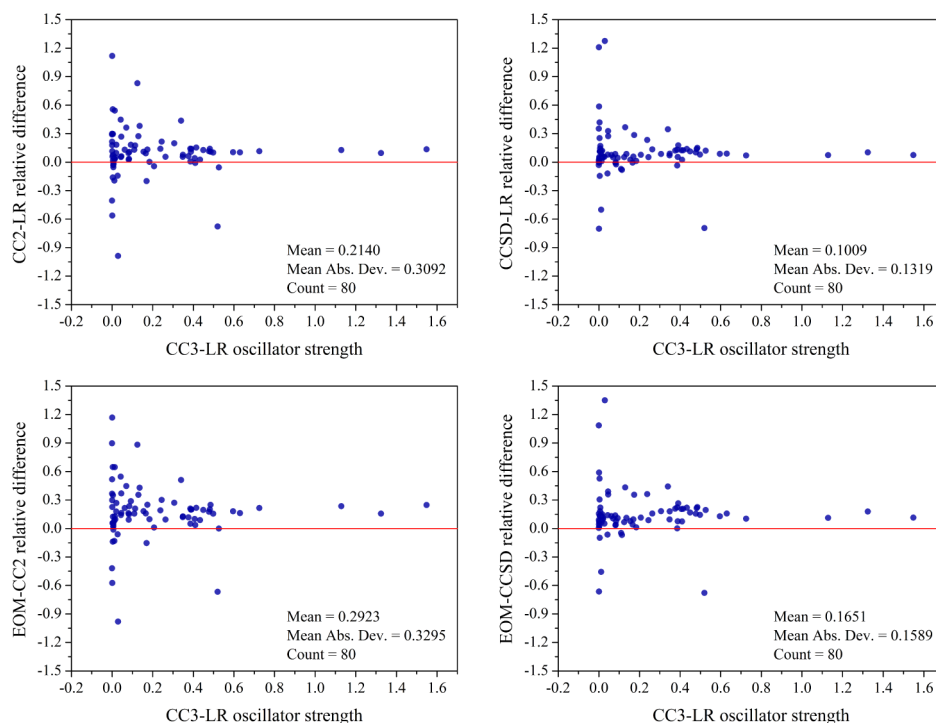 1.5
1.2
0.9
0.6
0.3
0.0
-0.3
-0.6
-0.9
-1.2
-1.5
CC2-LR relative difference
Mean = 0.2140
Mean Abs. Dev. = 0.3092
Count = 80
-0.2 0.0 0.2 0.4 0.6 0.8 1.0 1.2 1.4 1.6
CC3-LR oscillator strength
1.5
1.2
0.9
0.6
0.3
0.0
-0.3
-0.6
-0.9
-1.2
-1.5
CCSD-LR relative difference
Mean = 0.1009
Mean Abs. Dev. = 0.1319
Count = 80
-0.2 0.0 0.2 0.4 0.6 0.8 1.0 1.2 1.4 1.6
CC3-LR oscillator strength
1.5
1.2
0.9
0.6
0.3
0.0
-0.3
-0.6
-0.9
-1.2
-1.5
EOM-CC2 relative difference
Mean = 0.2923
Mean Abs. Dev. = 0.3295
Count = 80
-0.2 0.0 0.2 0.4 0.6 0.8 1.0 1.2 1.4 1.6
CC3-LR oscillator strength
1.5
1.2
0.9
0.6
0.3
0.0
-0.3
-0.6
-0.9
-1.2
-1.5
EOM-CCSD relative difference
Mean = 0.1651
Mean Abs. Dev. = 0.1589
Count = 80
-0.2 0.0 0.2 0.4 0.6 0.8 1.0 1.2 1.4 1.6
CC3-LR oscillator strength